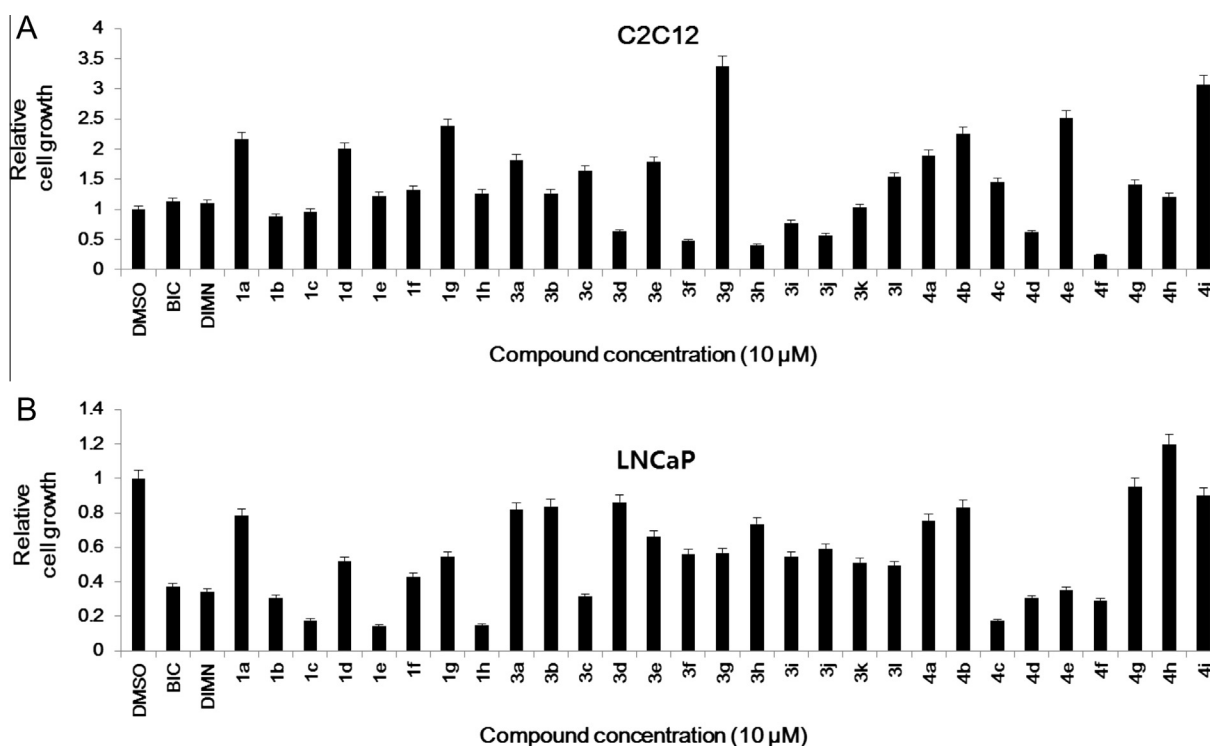 A
C2C12
Relative
cell growth
4
3.5
3
2.5
2
1.5
1
0.5
0
DMSO BIC DIMN 1a 1b 1c 1d 1e 1f 1g 1h 3a 3b 3c 3d 3e 3f 3g 3h 3i 3j 3k 3l 4a 4b 4c 4d 4e 4f 4g 4h 4i
Compound concentration (10 µM)
B
LNCaP
Relative
cell growth
1.4
1.2
1
0.8
0.6
0.4
0.2
0
DMSO BIC DIMN 1a 1b 1c 1d 1e 1f 1g 1h 3a 3b 3c 3d 3e 3f 3g 3h 3i 3j 3k 3l 4a 4b 4c 4d 4e 4f 4g 4h 4i
Compound concentration (10 µM)